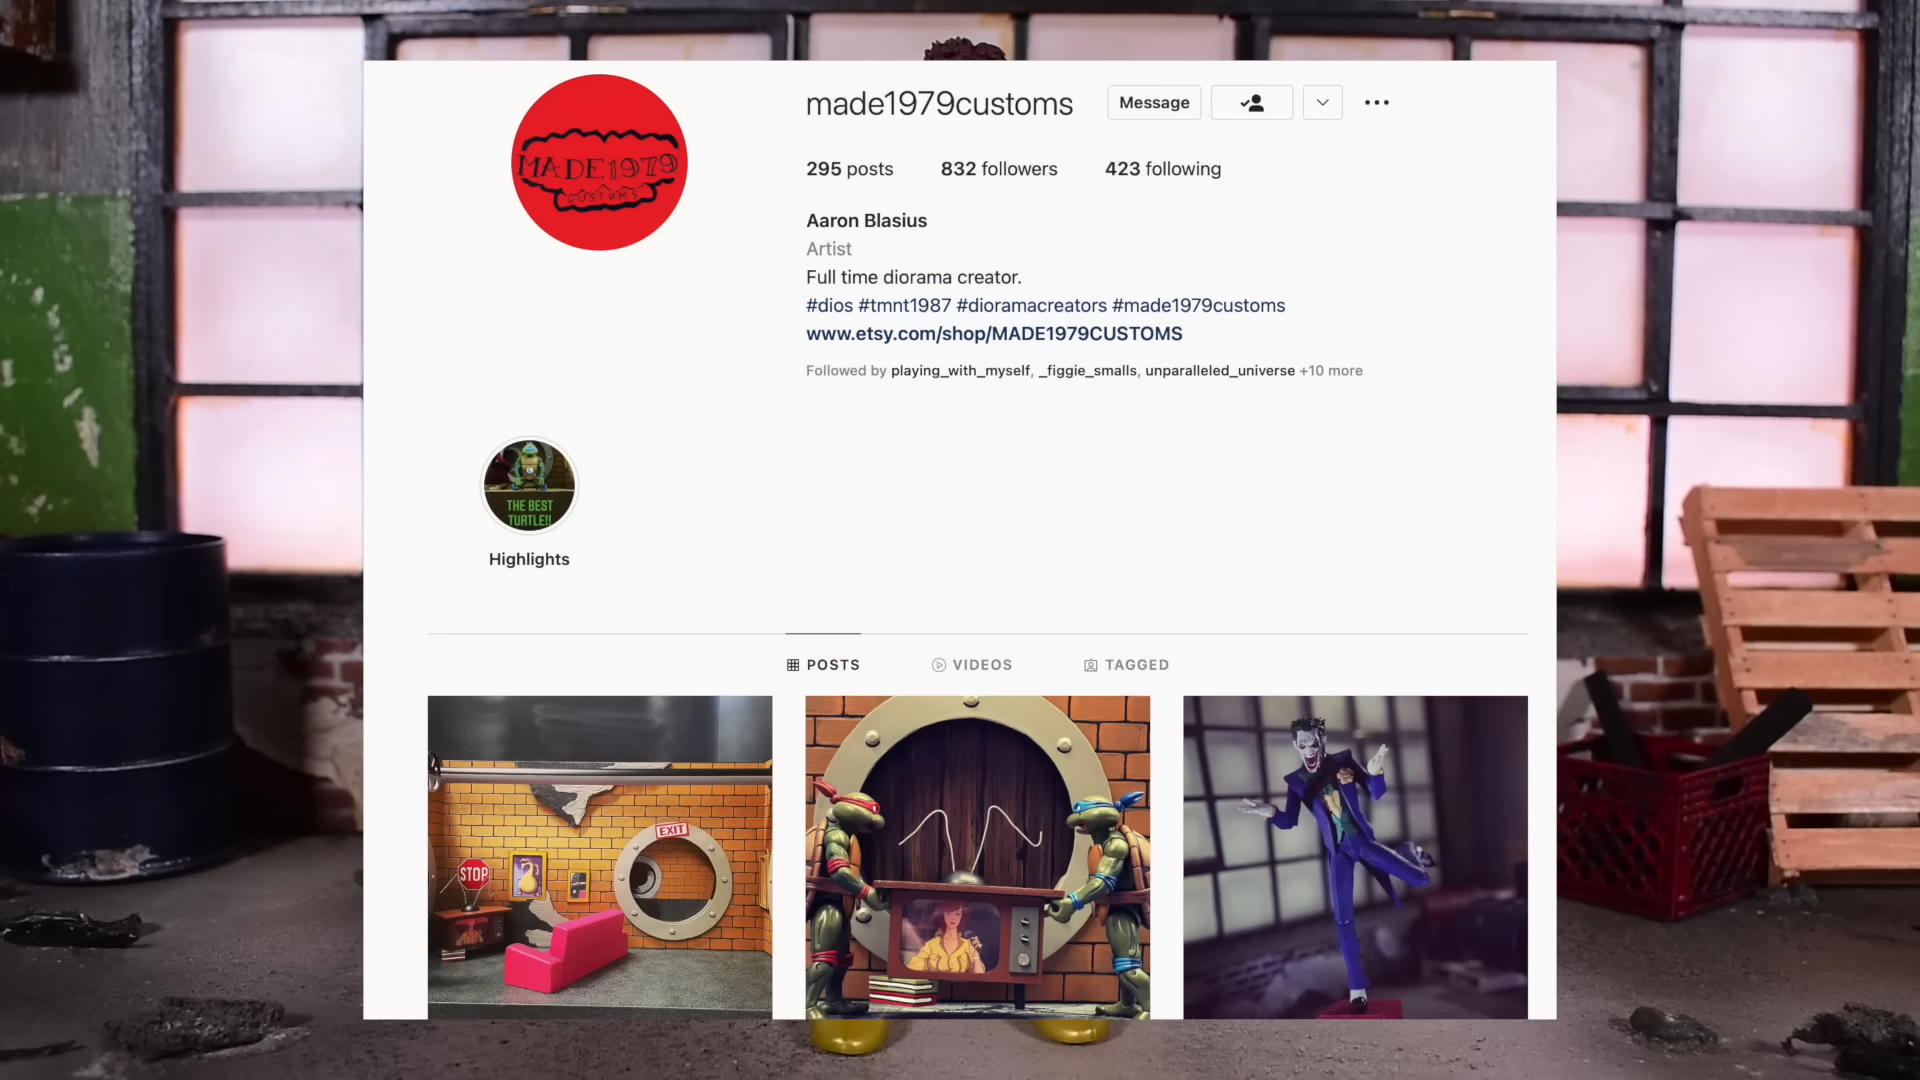 MADE1979
CUSTOMS
made1979customs
Message
295 posts 832 followers 423 following
Aaron Blasius
Artist
Full time diorama creator.
#dios #tmnt1987 #dioramacreators #made1979customs
www.etsy.com/shop/MADE1979CUSTOMS
Followed by playing_with_myself, _figgie_smalls, unparalleled_universe +10 more
THE BEST
TURTLE!!
Highlights
POSTS VIDEOS TAGGED
EXIT
STOP